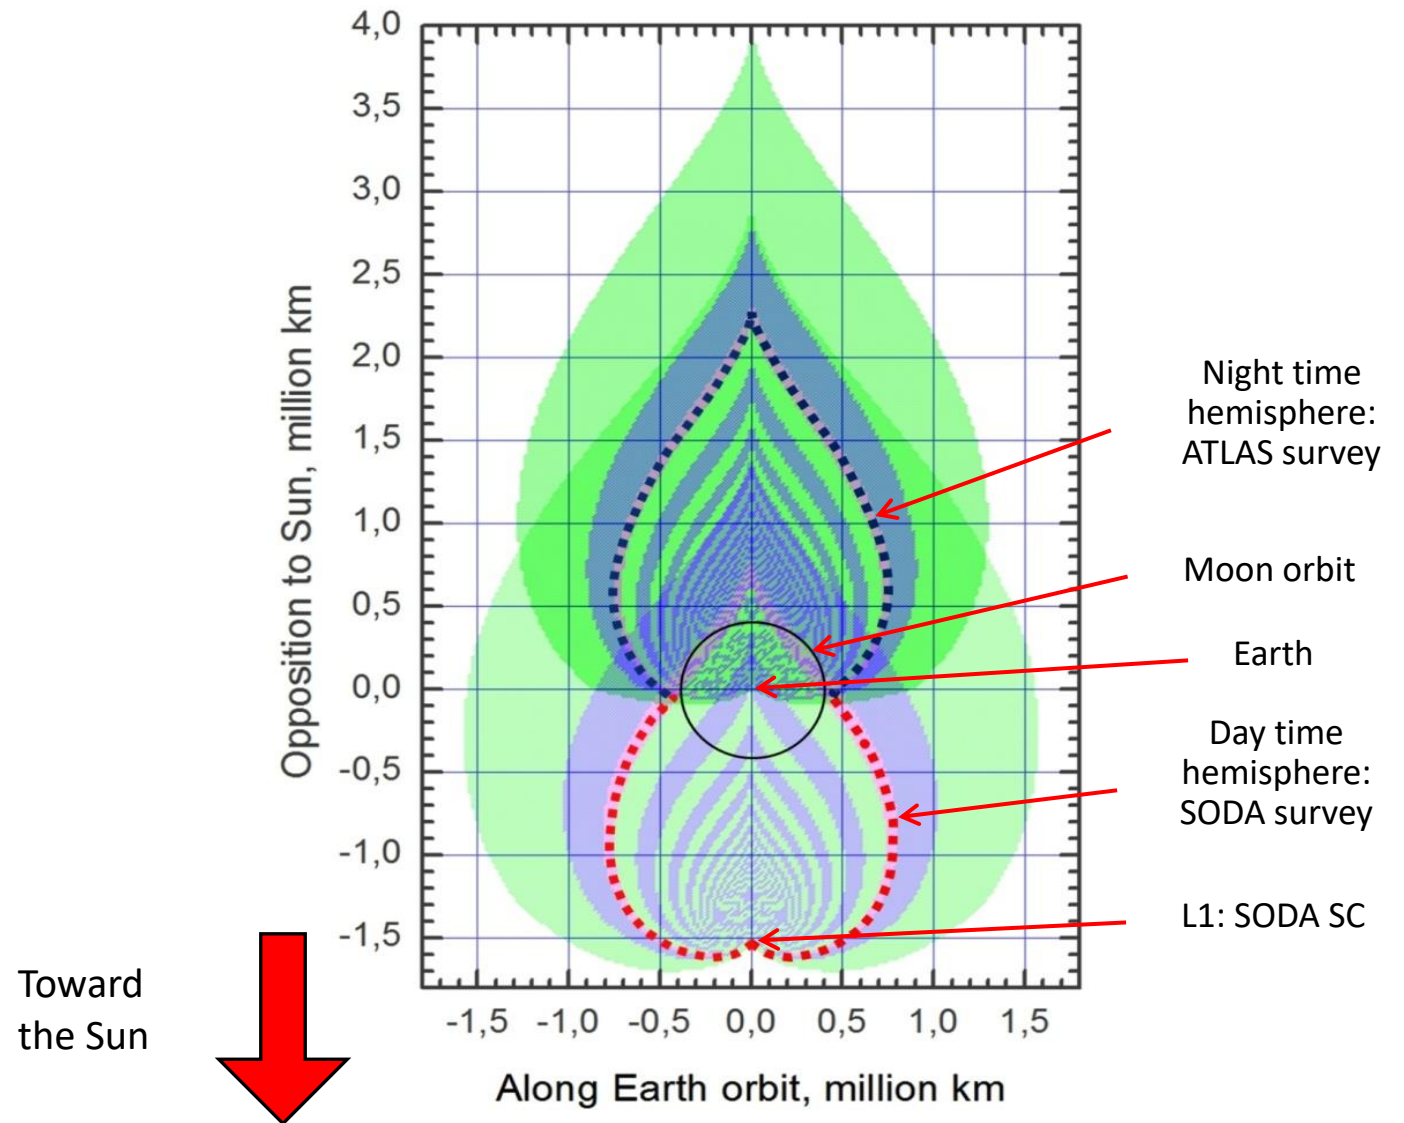 4,0
3,5
3,0
2,5
2,0
1,5
1,0
0,5
0,0
-0,5
-1,0
-1,5
Opposition to Sun, million km
-1,5 -1,0 -0,5 0,0 0,5 1,0 1,5
Along Earth orbit, million km
Night time
hemisphere:
ATLAS survey
Moon orbit
Earth
Day time
hemisphere:
SODA survey
L1: SODA SC
Toward
the Sun